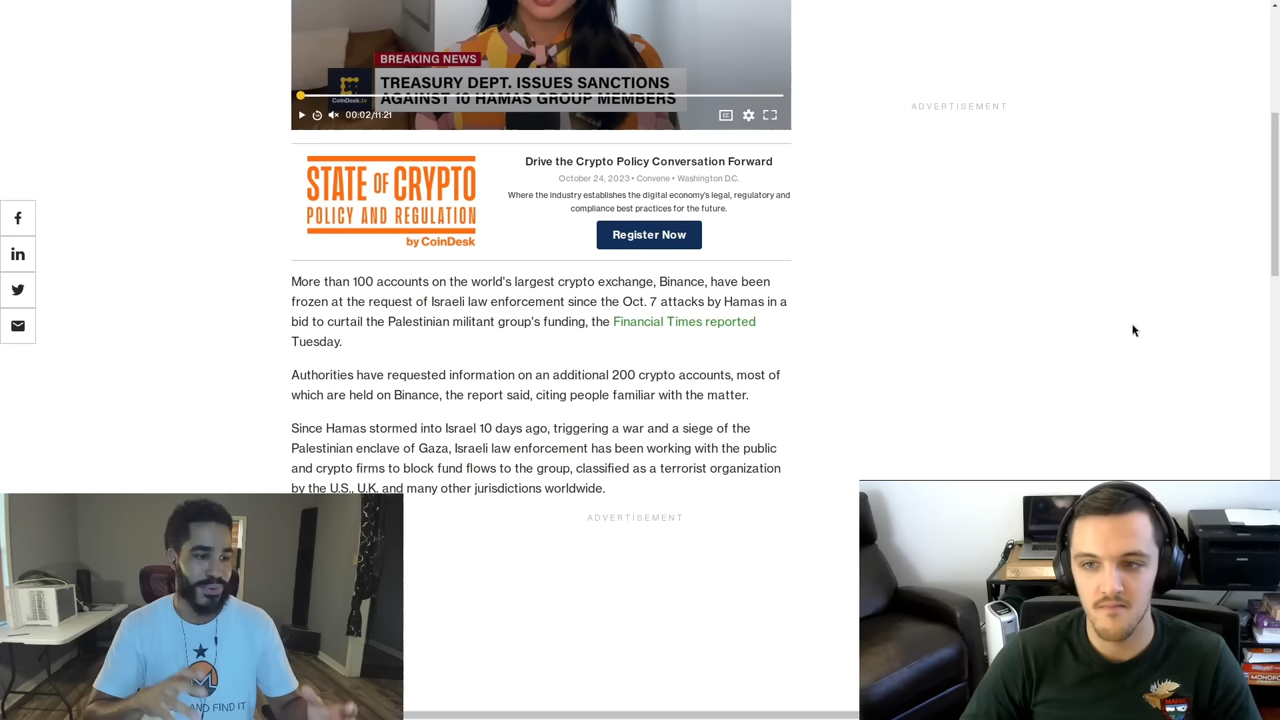 BREAKING NEWS
TREASURY DEPT. ISSUES SANCTIONS
AGAINST 10 HAMAS GROUP MEMBERS
CoinDesk.tv
00:02/11:21
ADVERTISEMENT
STATE OF CRYPTO
POLICY AND REGULATION
by CoinDesk
Drive the Crypto Policy Conversation Forward
October 24, 2023 • Convene • Washington D.C.
Where the industry establishes the digital economy's legal, regulatory and
compliance best practices for the future.
Register Now
More than 100 accounts on the world's largest crypto exchange, Binance, have been
frozen at the request of Israeli law enforcement since the Oct. 7 attacks by Hamas in a
bid to curtail the Palestinian militant group's funding, the Financial Times reported
Tuesday.
Authorities have requested information on an additional 200 crypto accounts, most of
which are held on Binance, the report said, citing people familiar with the matter.
Since Hamas stormed into Israel 10 days ago, triggering a war and a siege of the
Palestinian enclave of Gaza, Israeli law enforcement has been working with the public
and crypto firms to block fund flows to the group, classified as a terrorist organization
by the U.S., U.K. and many other jurisdictions worldwide.
ADVERTISEMENT
AND FIND IT
MAINE
MONOPO